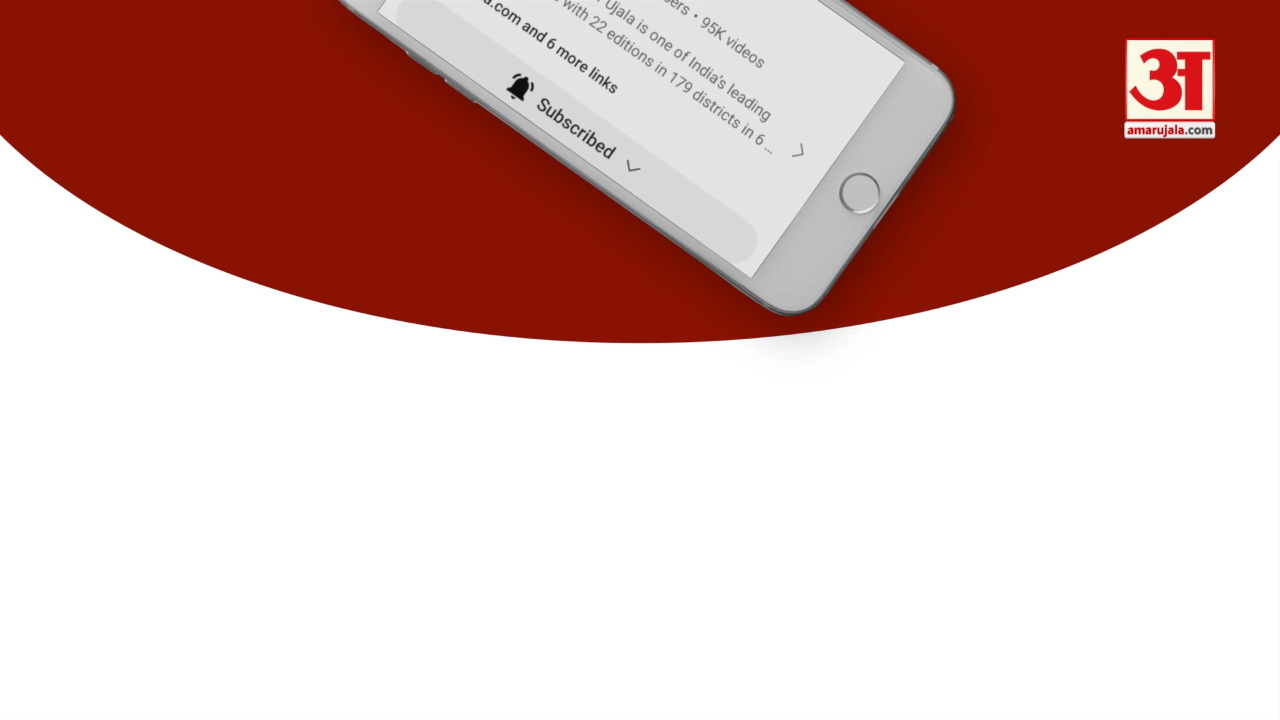 • 95K videos
Ujala is one of India's leading
with 22 editions in 179 districts in 6 ...
.com and 6 more links
Subscribed
अ
amarujala.com